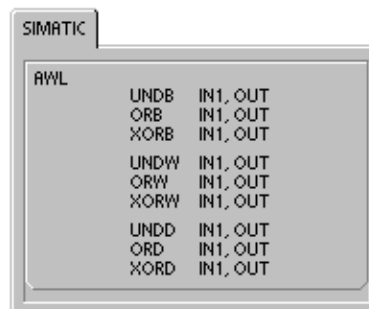 SIMATIC
AWL
UNDB IN1, OUT
ORB IN1, OUT
XORB IN1, OUT
UNDW IN1, OUT
ORW IN1, OUT
XORW IN1, OUT
UNDD IN1, OUT
ORD IN1, OUT
XORD IN1, OUT